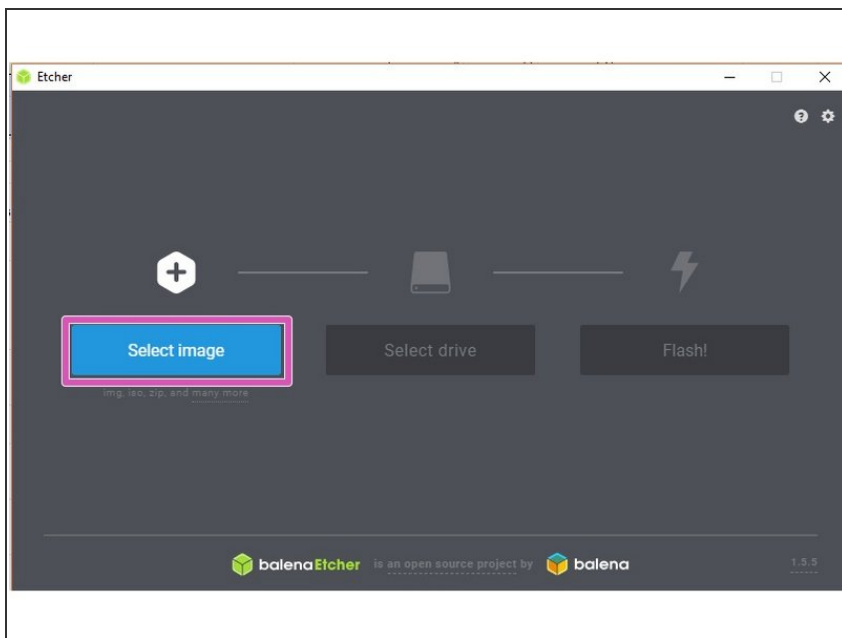 Etcher
Select image
Select drive
Flash!
img, iso, zip, and many more
balenaEtcher is an open source project by balena
1.5.5